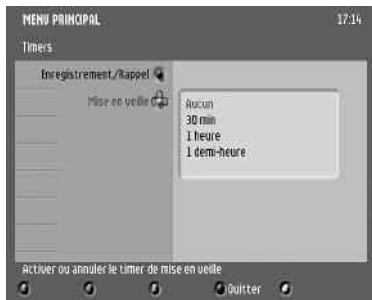 MENU PRINCIPAL 17:14
Timers
Enregistrement/Rappel
Mise en veille
Aucun
30 min
1 heure
1 demi-heure
Activer ou annuler le timer de mise en veille
Quitter